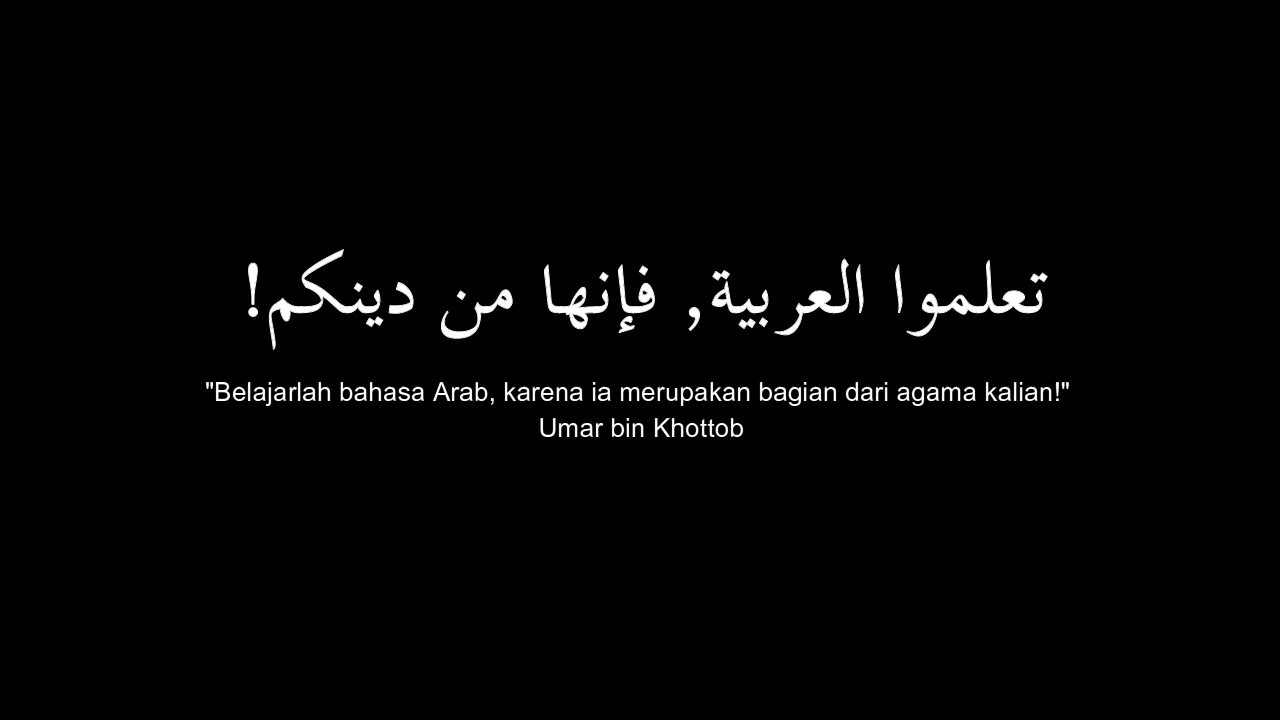 تعلموا العربية, فإنها من دينكم!
"Belajarlah bahasa Arab, karena ia merupakan bagian dari agama kalian!"
Umar bin Khottob